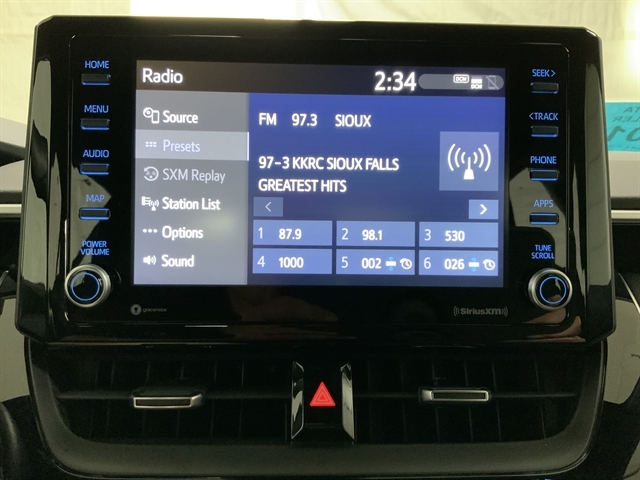 HOME
MENU
AUDIO
MAP
POWER
VOLUME
Radio
2:34
DCM
Source
Presets
SXM Replay
Station List
Options
Sound
FM 97.3 SIOUX
97-3 KKRC SIOUX FALLS
GREATEST HITS
< >
1 87.9 2 98.1 3 530
4 1000 5 002 6 026
SEEK>
<TRACK
PHONE
APPS
TUNE
SCROLL
SiriusXM